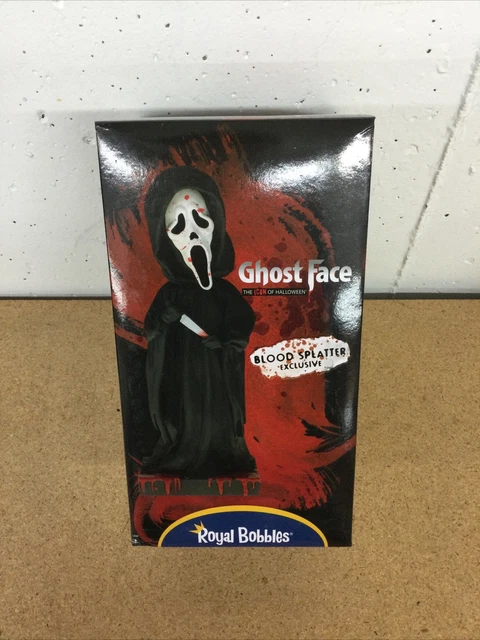 Ghost Face
THE ICON OF HALLOWEEN
BLOOD SPLATTER
EXCLUSIVE
Royal Bobbles®